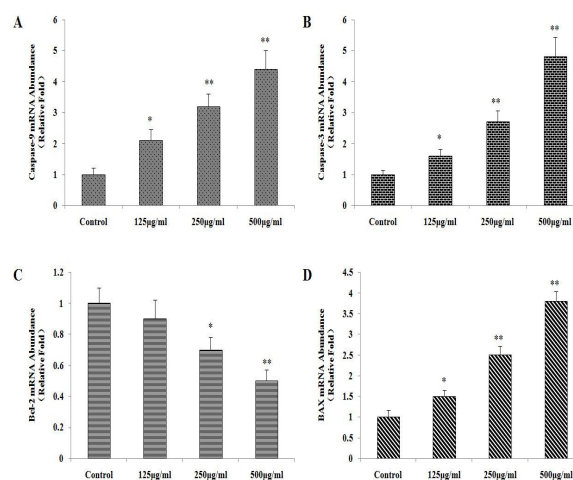 A
Caspase-9 mRNA Abundance
(Relative Fold)
6
5
4
3
2
1
0
*
**
**
Control 125μg/ml 250μg/ml 500μg/ml
B
Caspase-3 mRNA Abundance
(Relative Fold)
6
5
4
3
2
1
0
*
**
**
Control 125μg/ml 250μg/ml 500μg/ml
C
Bcl-2 mRNA Abundance
(Relative Fold)
1.2
1
0.8
0.6
0.4
0.2
0
*
**
Control 125μg/ml 250μg/ml 500μg/ml
D
BAX mRNA Abundance
(Relative Fold)
4.5
4
3.5
3
2.5
2
1.5
1
0.5
0
*
**
**
Control 125μg/ml 250μg/ml 500μg/ml